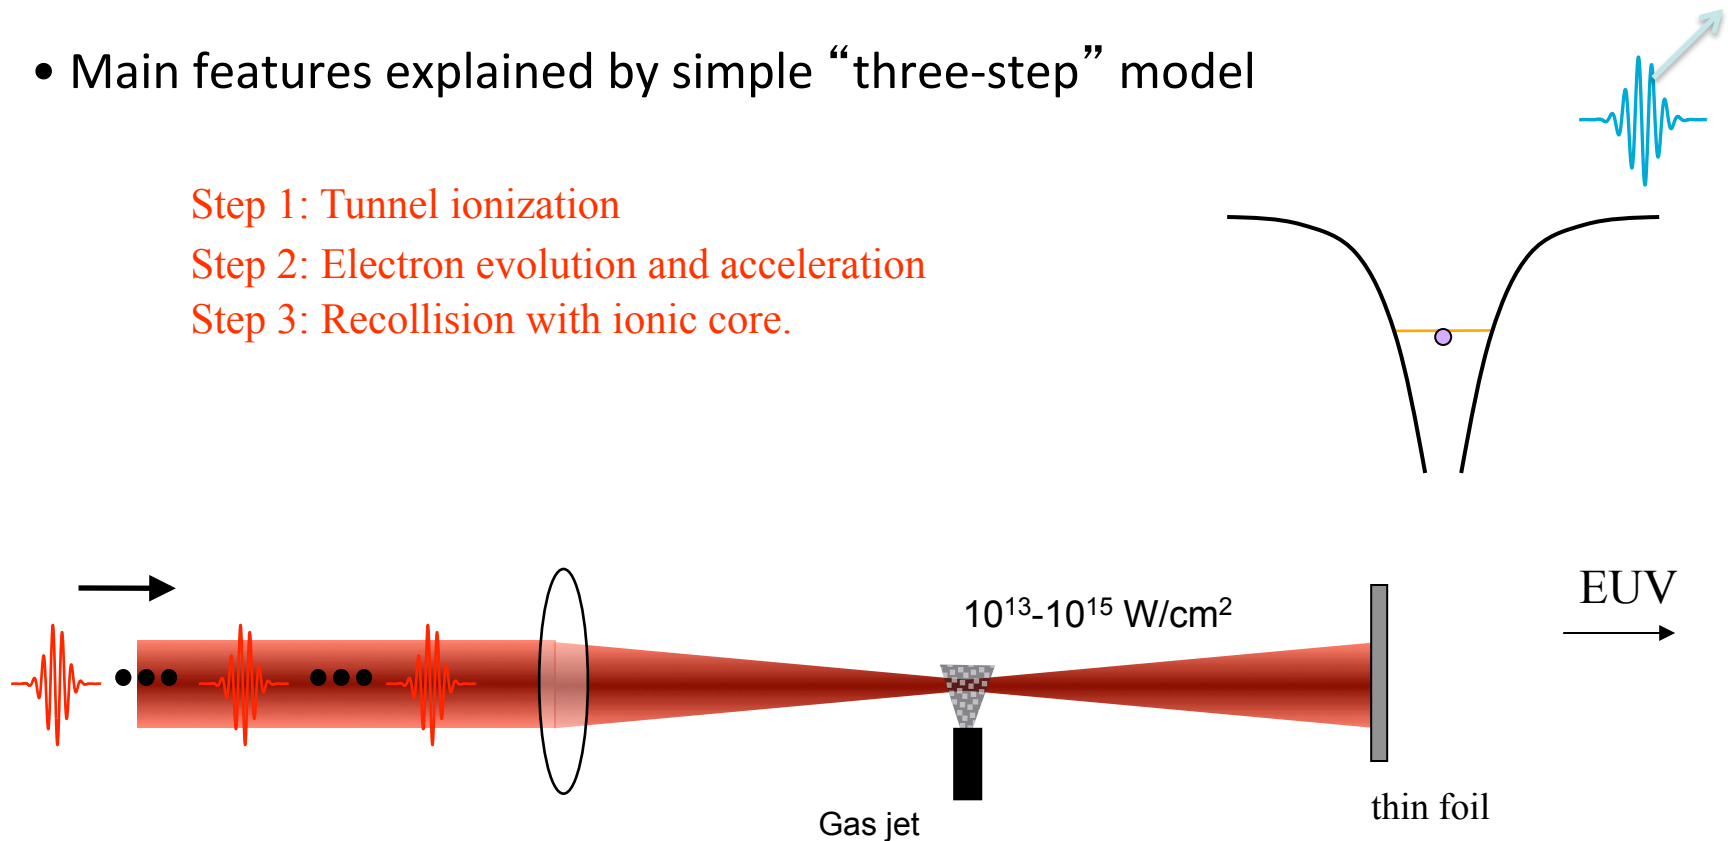 • Main features explained by simple “three-step” model
Step 1: Tunnel ionization
Step 2: Electron evolution and acceleration
Step 3: Recollision with ionic core.
10¹³-10¹⁵ W/cm²
EUV
thin foil
Gas jet